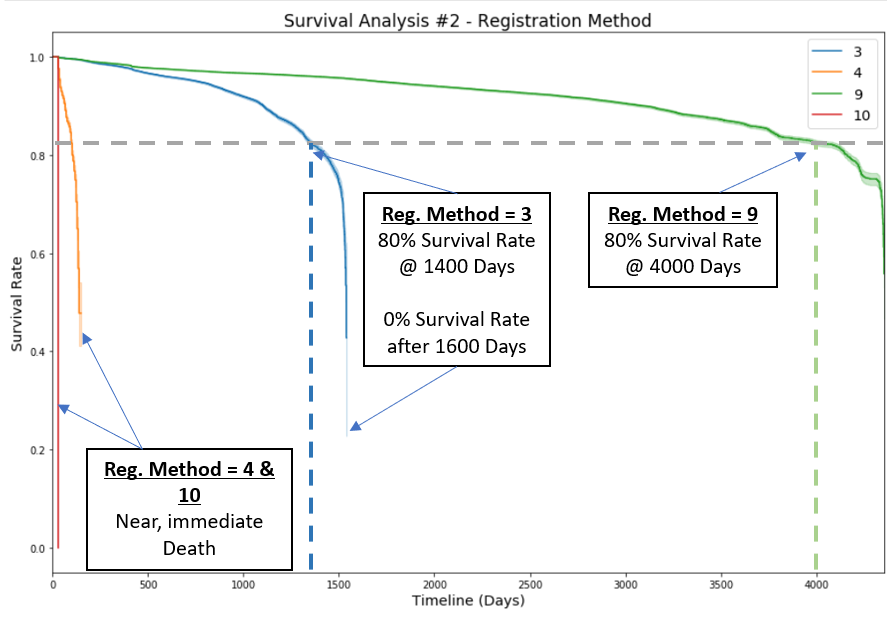 Survival Analysis #2 - Registration Method
3
4
9
10
1.0
0.8
0.6
0.4
0.2
0.0
Survival Rate
Reg. Method = 3
80% Survival Rate
@ 1400 Days
0% Survival Rate
after 1600 Days
Reg. Method = 9
80% Survival Rate
@ 4000 Days
Reg. Method = 4 &
10
Near, immediate
Death
0
500
1000
1500
2000
2500
3000
3500
4000
Timeline (Days)